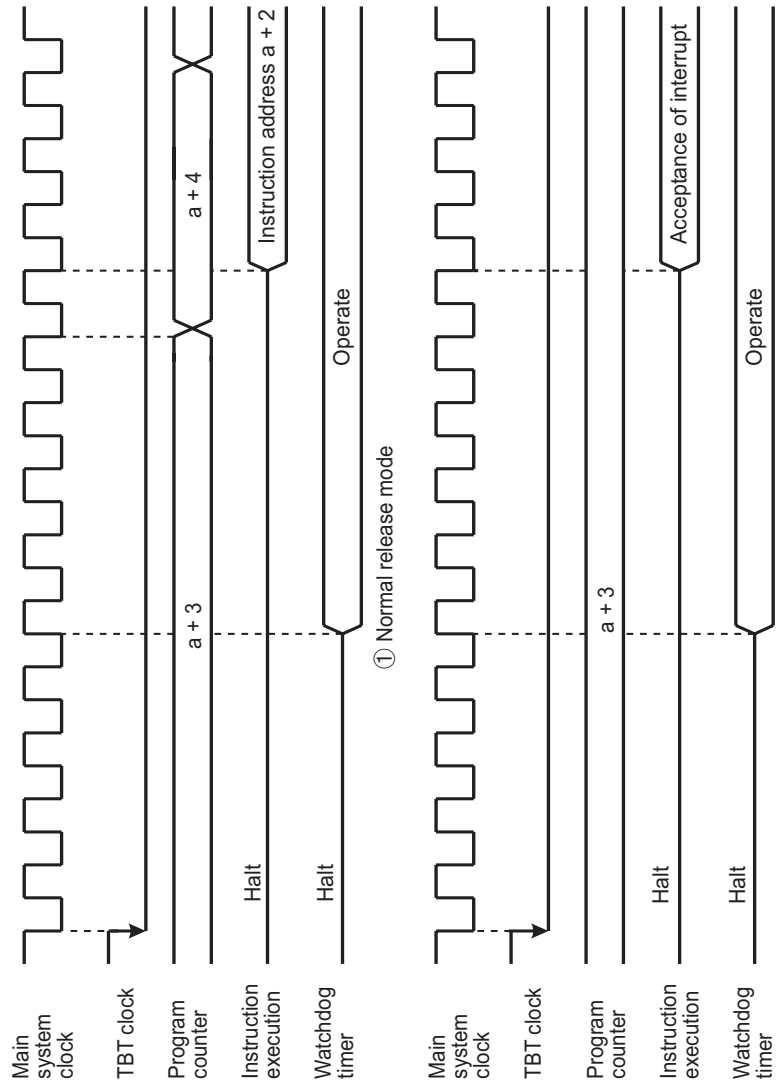 Main
system
clock
TBT clock
Program
counter
a + 3
a + 4
Instruction
execution
Halt
Instruction address a + 2
Watchdog
timer
Halt
Operate
① Normal release mode
Main
system
clock
TBT clock
Program
counter
a + 3
Instruction
execution
Halt
Acceptance of interrupt
Watchdog
timer
Halt
Operate